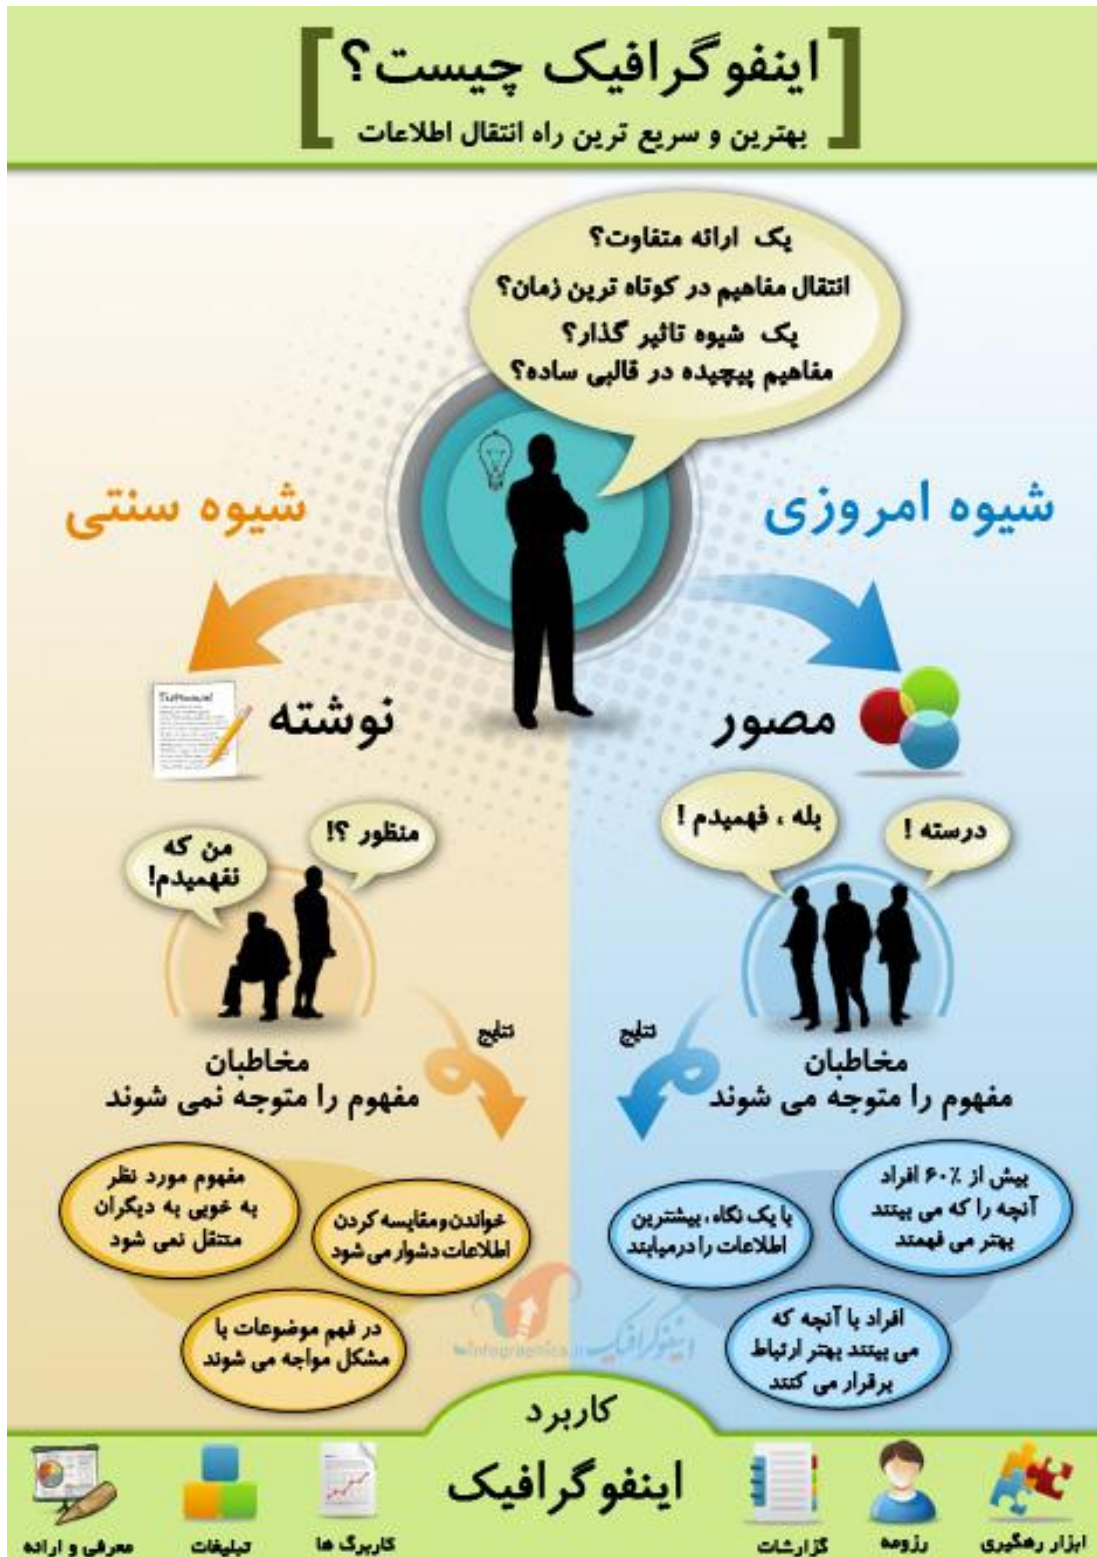 اینفوگرافیک چیست؟
بهترین و سریع ترین راه انتقال اطلاعات
یک ارائه متفاوت؟
انتقال مفاهیم در کوتاه ترین زمان؟
یک شیوه تاثیر گذار؟
مفاهیم پیچیده در قالبی ساده؟
شیوه امروزی
شیوه سنتی
مصور
درسته !
بله ، فهمیدم !
مخاطبان
مفهوم را متوجه می شوند
نتایج
بیش از ۶۰٪ افراد
آنچه را که می بینند
بهتر می فهمند
با یک نگاه ، بیشترین
اطلاعات را درمیابند
افراد با آنچه که
می بینند بهتر ارتباط
برقرار می کنند
نوشته
Testimonial
منظور ؟!
من که
نفهمیدم!
مخاطبان
مفهوم را متوجه نمی شوند
نتایج
مفهوم مورد نظر
به خوبی به دیگران
منتقل نمی شود
خواندن و مقایسه کردن
اطلاعات دشوار می شود
در فهم موضوعات با
مشکل مواجه می شوند
اینفوگرافیک
infographics.ir
کاربرد
اینفوگرافیک
ابزار رهگیری
رزومه
گزارشات
کاربرگ ها
تبلیغات
معرفی و ارائه